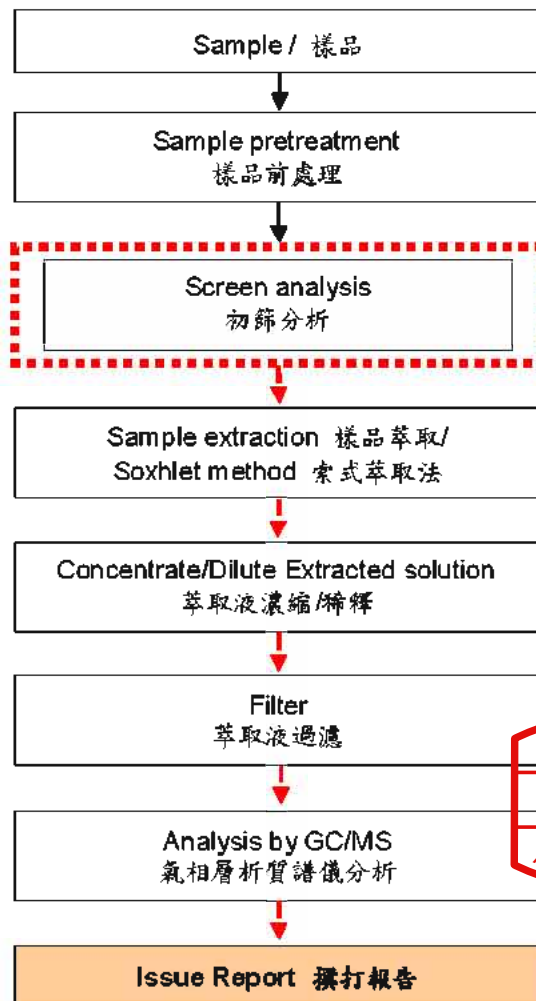 Sample / 樣品
Sample pretreatment
樣品前處理
Screen analysis
初篩分析
Sample extraction 樣品萃取/
Soxhlet method 索式萃取法
Concentrate/Dilute Extracted solution
萃取液濃縮/稀釋
Filter
萃取液過濾
Analysis by GC/MS
氣相層析質譜儀分析
Issue Report 撰打報告